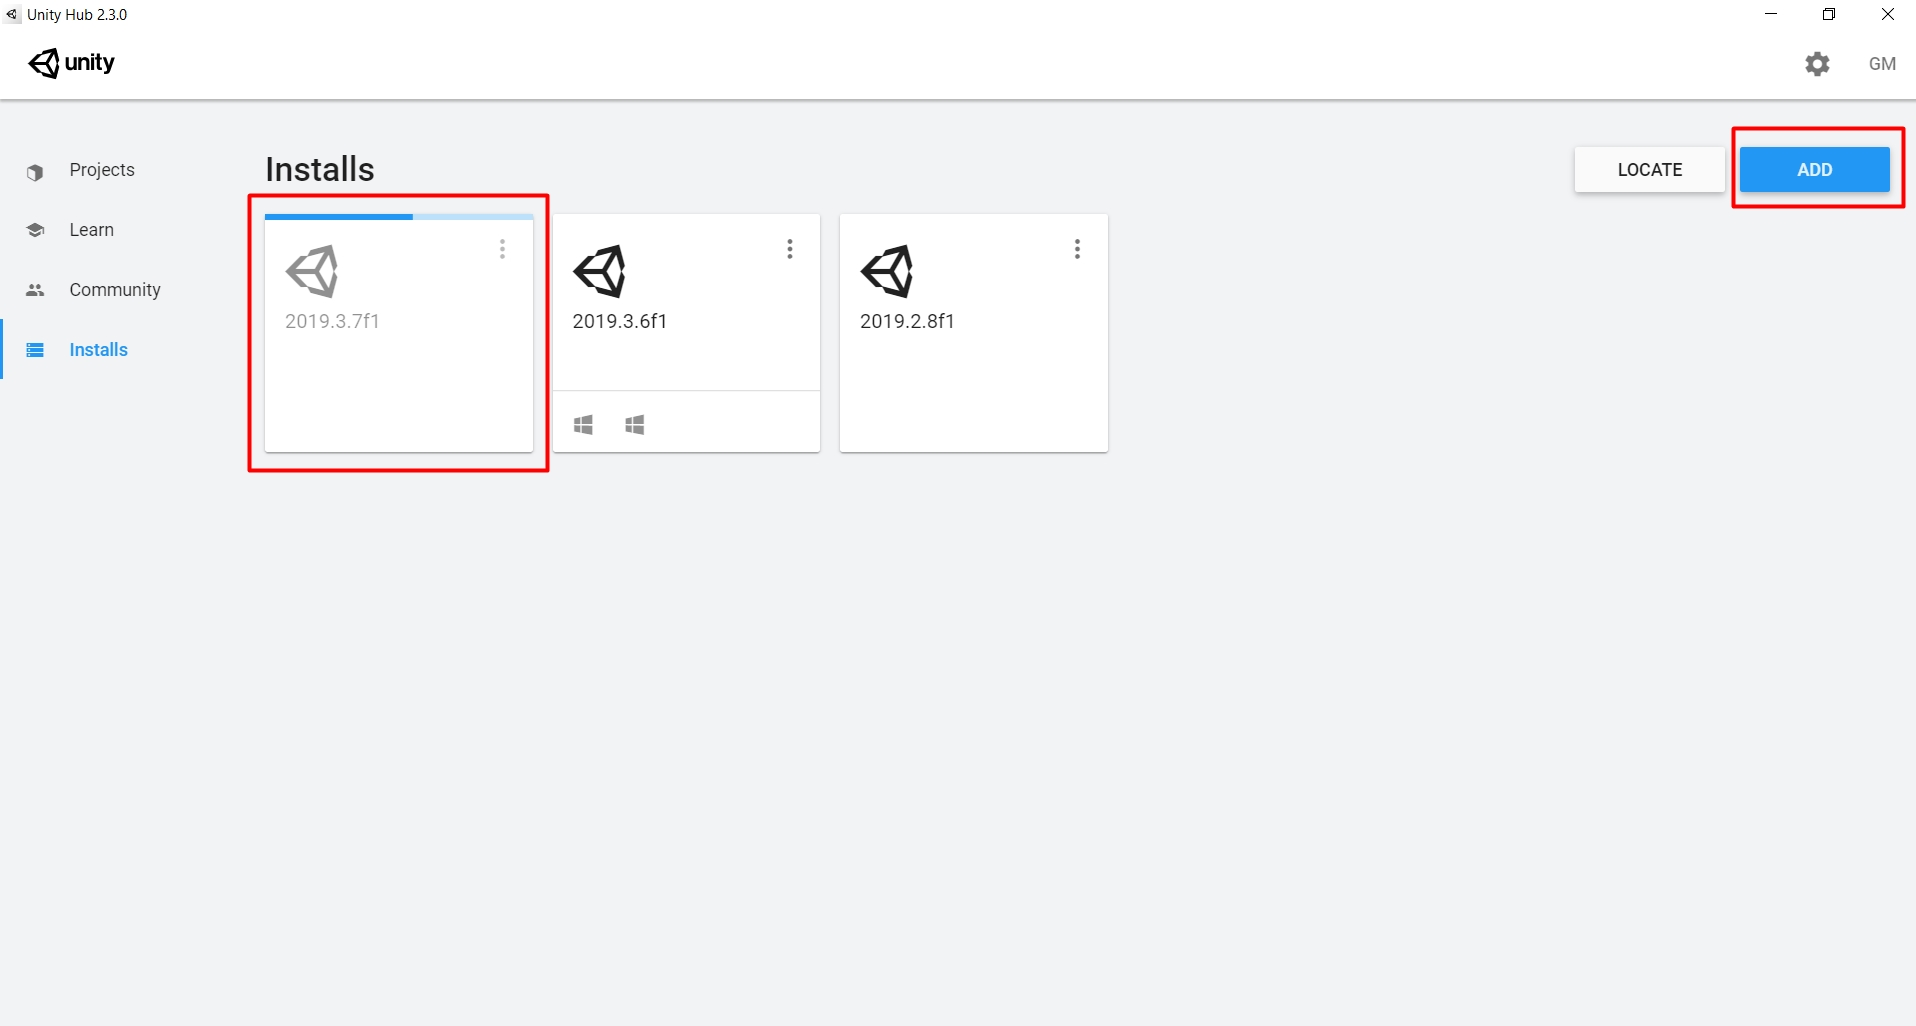 Unity Hub 2.3.0
unity
GM
Projects
Learn
Community
Installs
Installs
LOCATE
ADD
2019.3.7f1
2019.3.6f1
2019.2.8f1